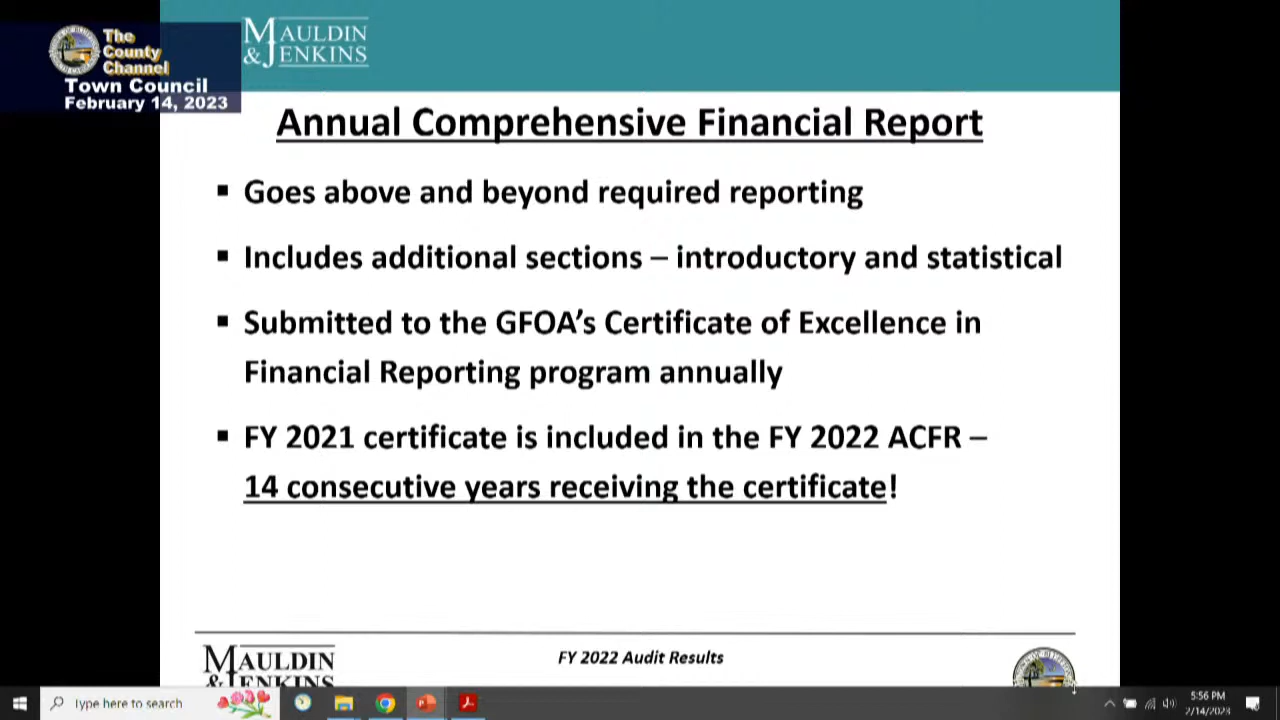 MAULDIN
& JENKINS
The
County
Channel
Town Council
February 14, 2023
Annual Comprehensive Financial Report
▪ Goes above and beyond required reporting
▪ Includes additional sections – introductory and statistical
▪ Submitted to the GFOA’s Certificate of Excellence in
Financial Reporting program annually
▪ FY 2021 certificate is included in the FY 2022 ACFR –
14 consecutive years receiving the certificate!
MAULDIN
& JENKINS
FY 2022 Audit Results
Type here to search
5:56 PM
2/14/2023